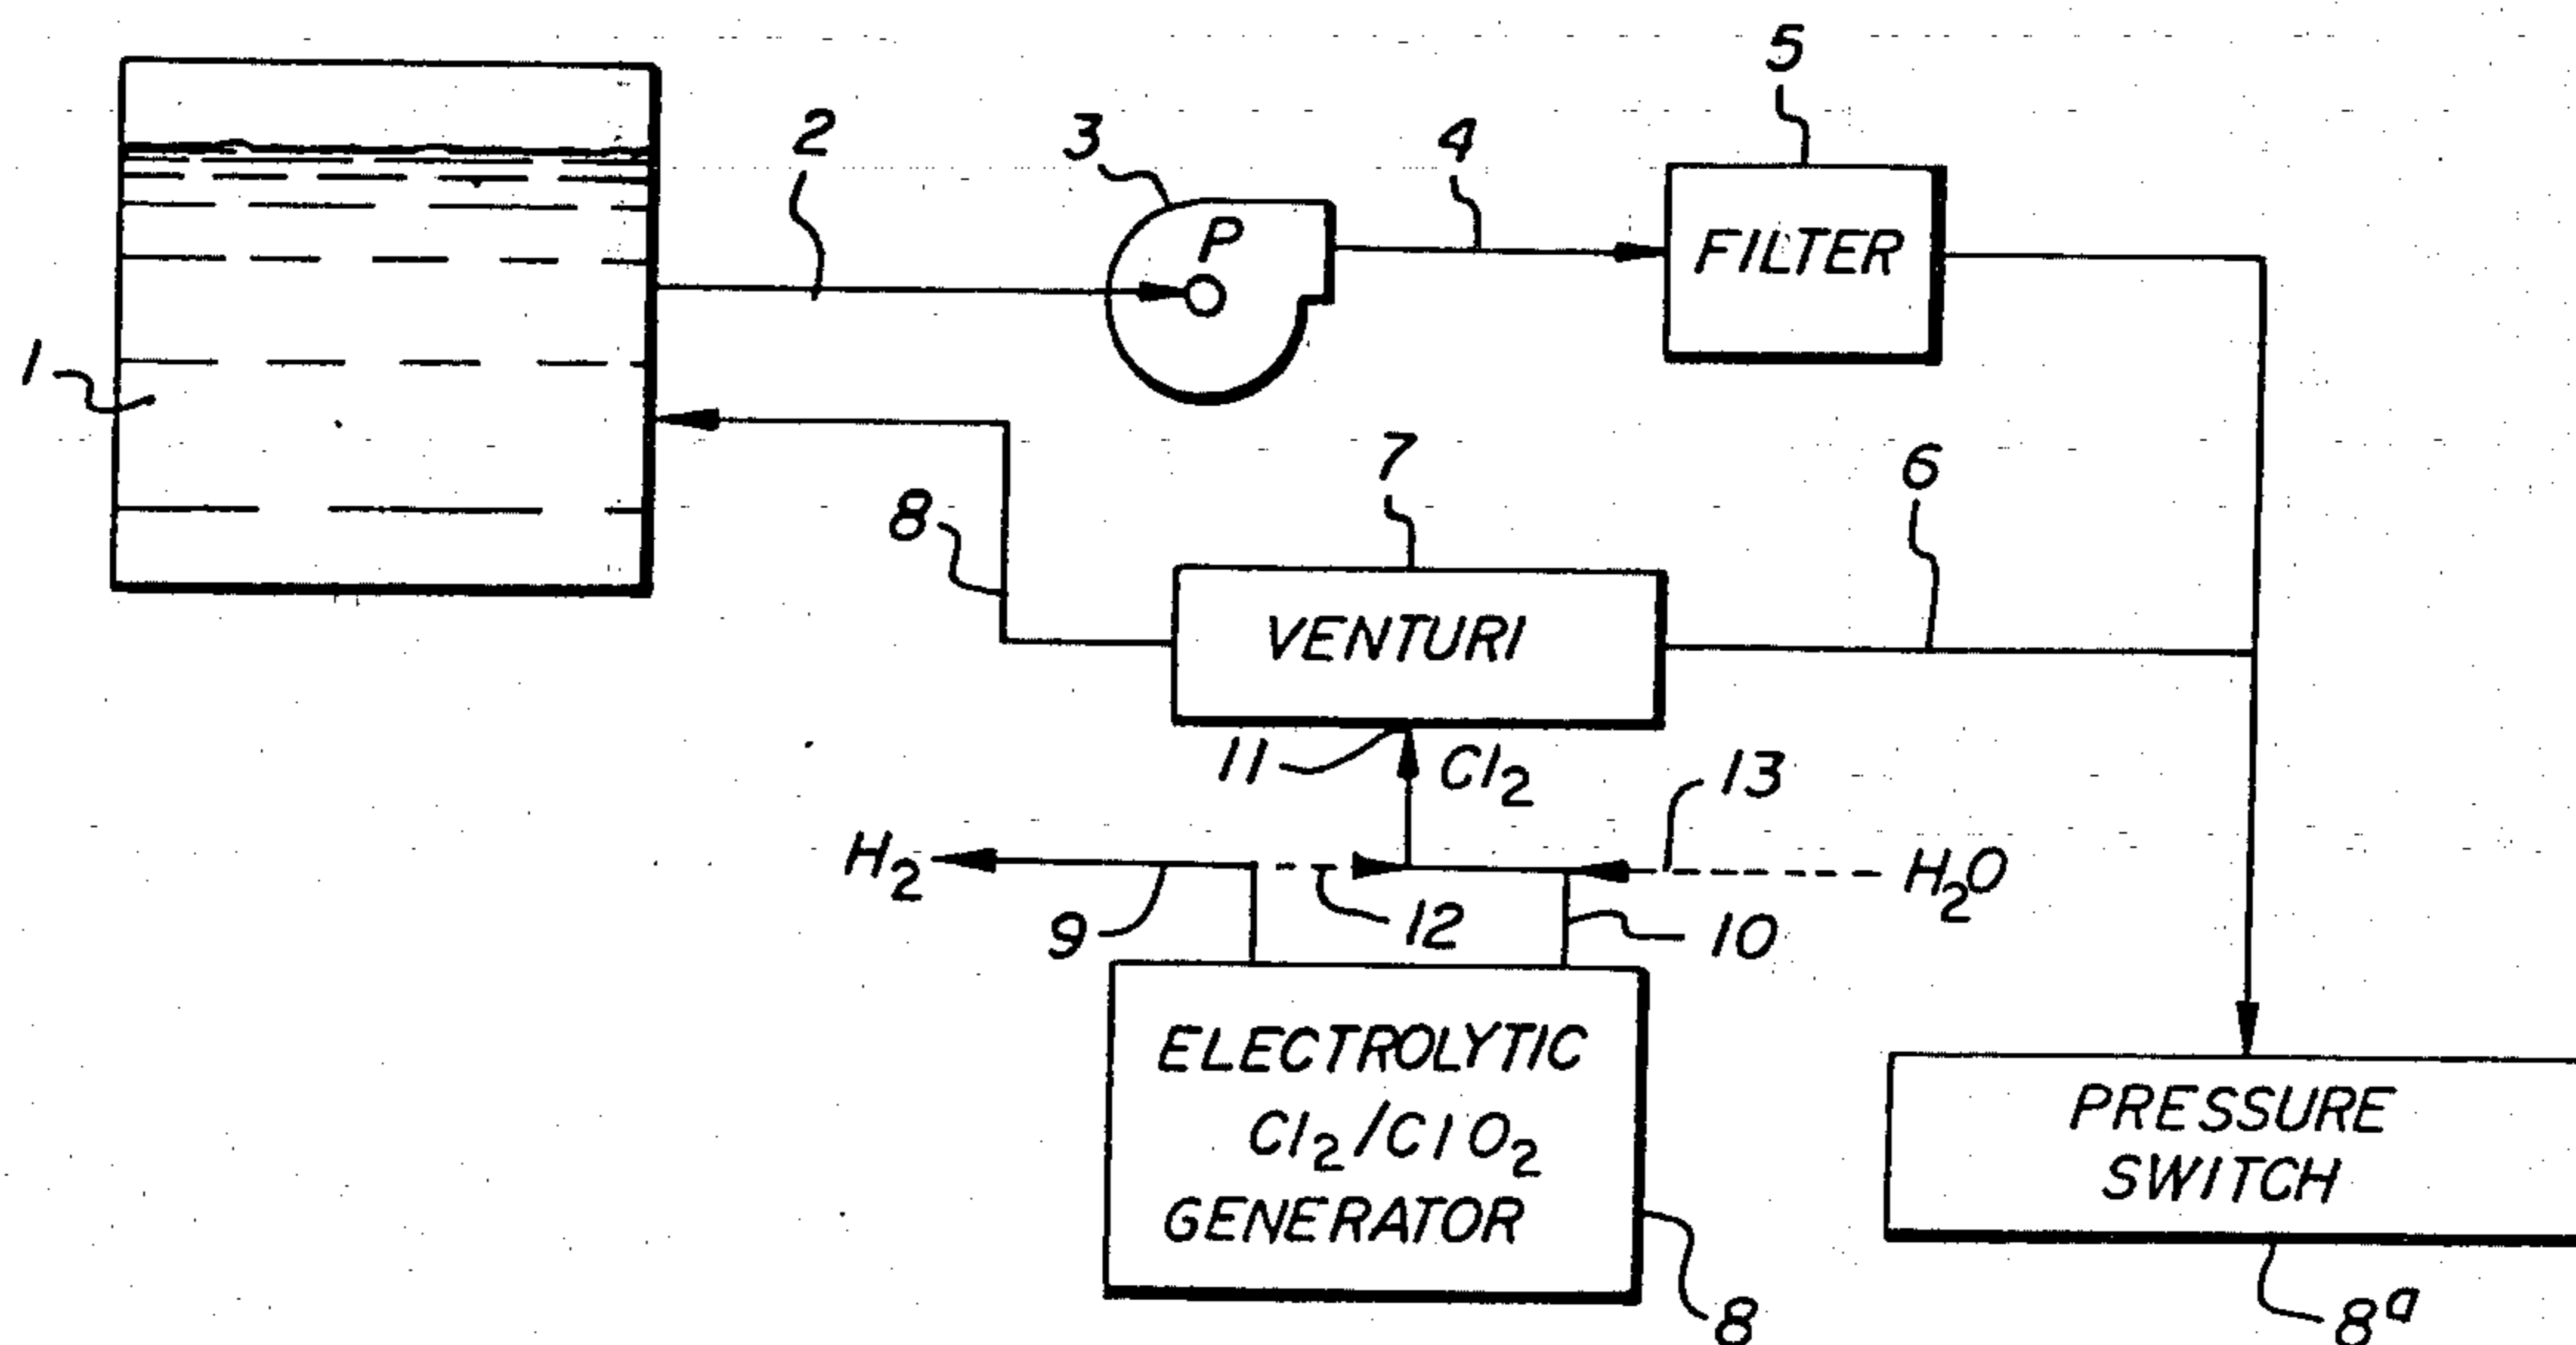 5
2
3
4
P
FILTER
1
7
6
8
VENTURI
11
Cl2
13
H2
H2O
9
12
10
ELECTROLYTIC
Cl2/ClO2
GENERATOR
PRESSURE
SWITCH
8
8a